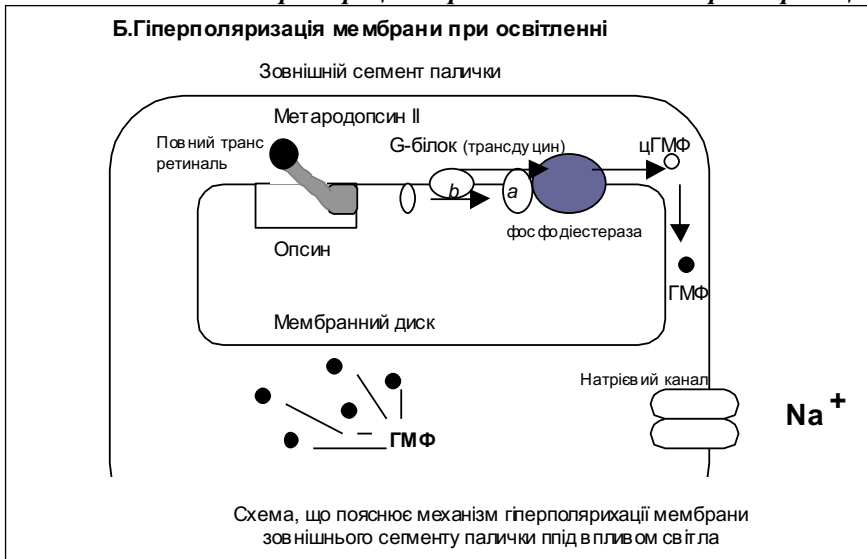 Б.Гіперполяризація мембрани при освітленні
Зовнішній сегмент палички
Метародопсин II
Повний транс
ретиналь
G-білок (трансдуцин)
цГМФ
b
a
фосфодіестераза
Опсин
ГМФ
Мембранний диск
Натрієвий канал
Na+
ГМФ
Схема, що пояснює механізм гіперполярихації мембрани
зовнішнього сегменту палички ппід впливом світла